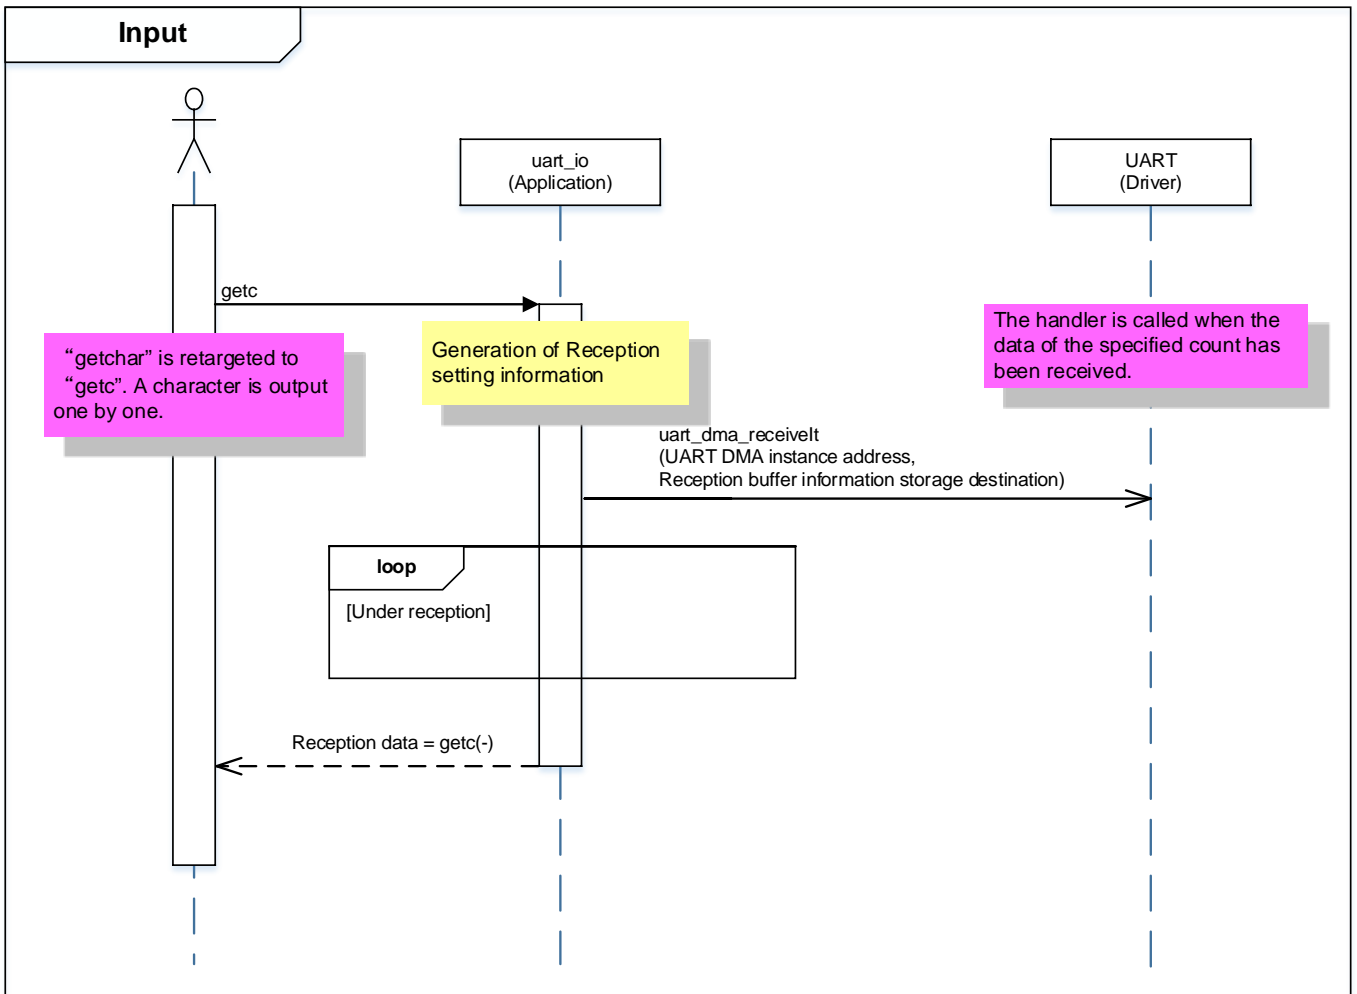 Input
uart_io
(Application)
UART
(Driver)
getc
“getchar” is retargeted to
“getc”. A character is output
one by one.
Generation of Reception
setting information
The handler is called when the
data of the specified count has
been received.
uart_dma_receiveIt
(UART DMA instance address,
Reception buffer information storage destination)
loop
[Under reception]
Reception data = getc(-)